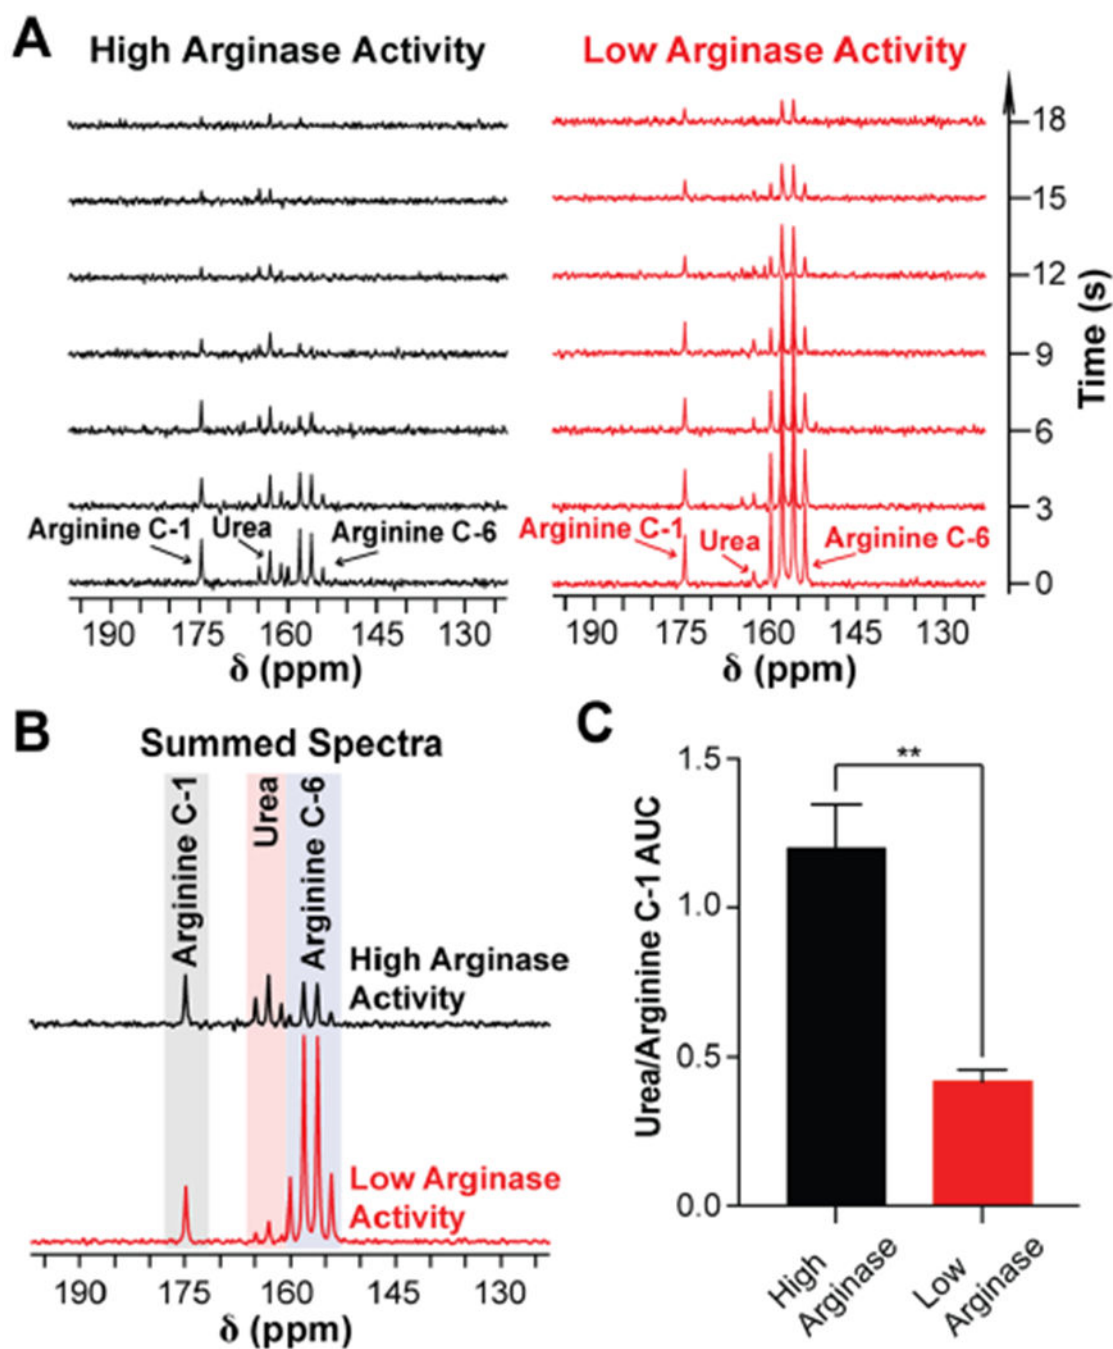 A
High Arginase Activity
Low Arginase Activity
18
15
12
9
6
3
0
Time (s)
Arginine C-1
Urea
Arginine C-6
Arginine C-1
Urea
Arginine C-6
190 175 160 145 130
δ (ppm)
190 175 160 145 130
δ (ppm)
B
Summed Spectra
Arginine C-1
Urea
Arginine C-6
High Arginase
Activity
Low Arginase
Activity
190 175 160 145 130
δ (ppm)
C
Urea/Arginine C-1 AUC
1.5
1.0
0.5
0.0
**
High
Arginase
Low
Arginase